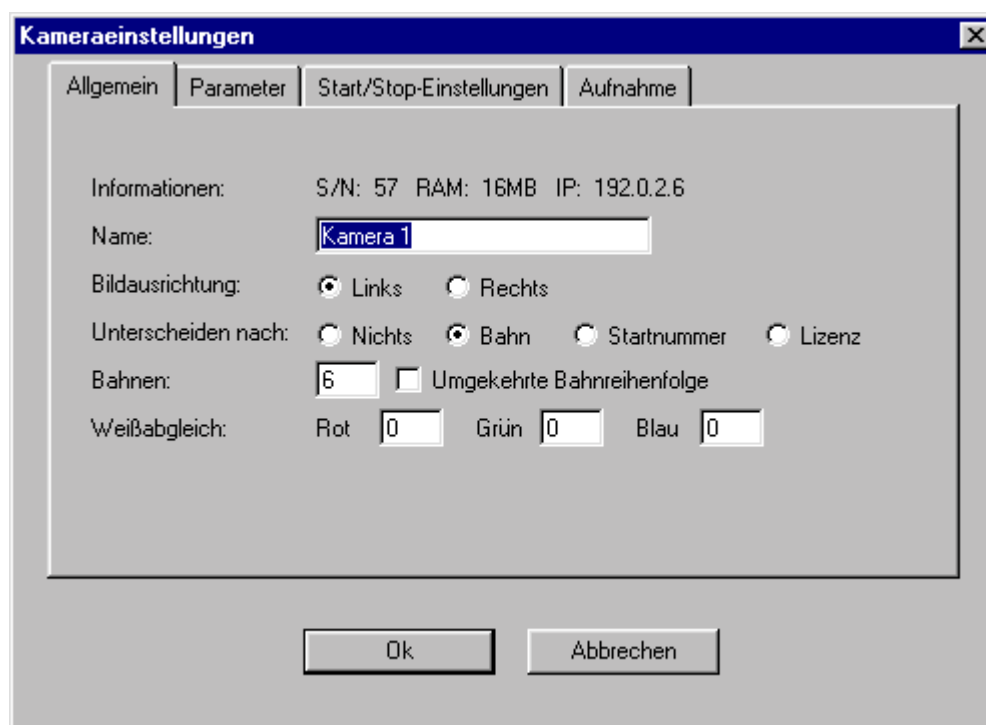 Kameraeinstellungen
Allgemein Parameter Start/Stop-Einstellungen Aufnahme
Informationen: S/N: 57 RAM: 16MB IP: 192.0.2.6
Name: Kamera 1
Bildausrichtung: Links Rechts
Unterscheiden nach: Nichts Bahn Startnummer Lizenz
Bahnen: 6 Umgekehrte Bahnreihenfolge
Weißabgleich: Rot 0 Grün 0 Blau 0
Ok Abbrechen